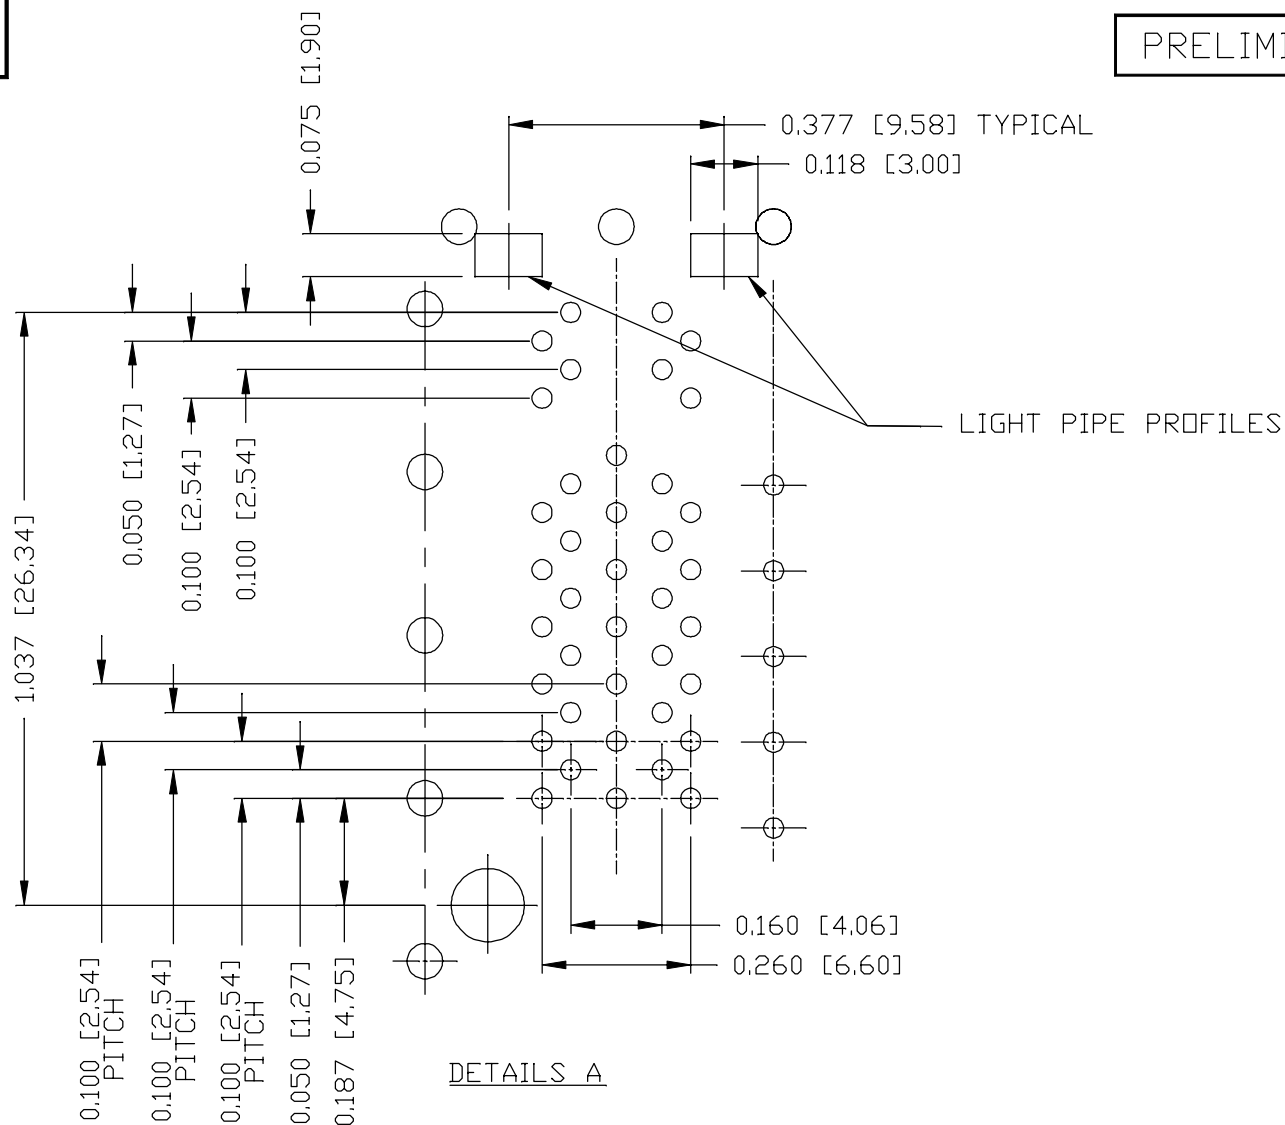 PRELIMI
0.075 [1.90]
0.377 [9.58] TYPICAL
0.118 [3.00]
LIGHT PIPE PROFILES
0.050 [1.27]
0.100 [2.54]
0.100 [2.54]
1.037 [26.34]
0.160 [4.06]
0.260 [6.60]
0.100 [2.54]
PITCH
0.100 [2.54]
PITCH
0.100 [2.54]
PITCH
0.050 [1.27]
0.187 [4.75]
DETAILS A